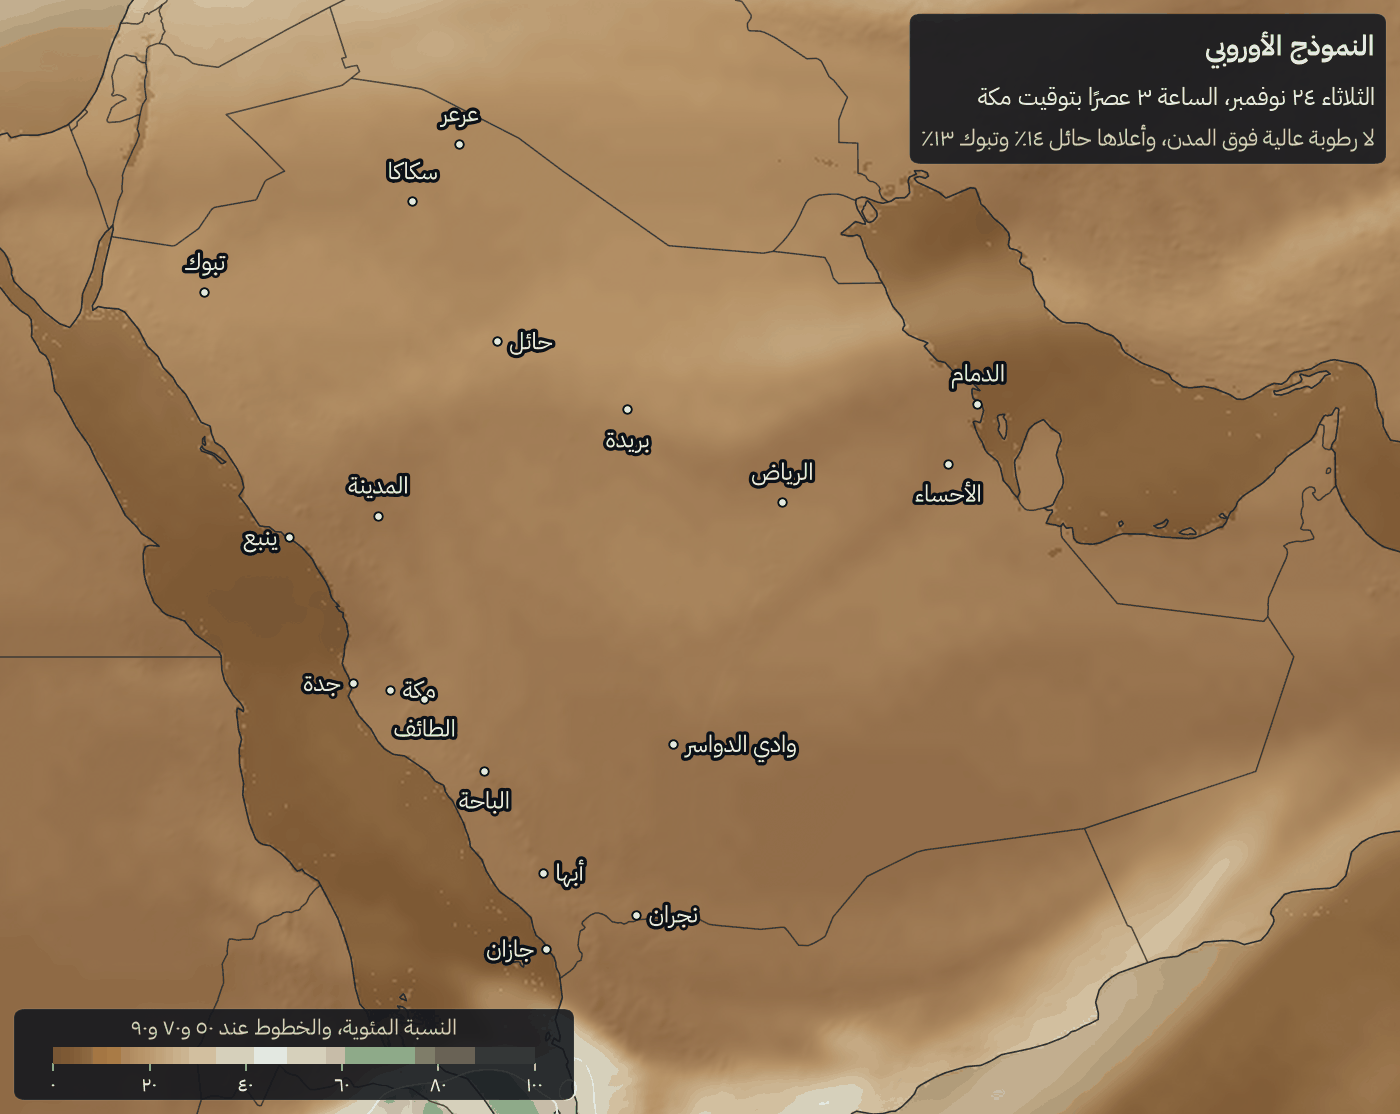 النموذج الأوروبي
الثلاثاء ٢٤ نوفمبر، الساعة ٣ عصرًا بتوقيت مكة
لا رطوبة عالية فوق المدن، وأعلاها حائل ١٤٪ وتبوك ١٣٪
عرعر
سكاكا
تبوك
حائل
الدمام
بريدة
الرياض
الأحساء
المدينة
ينبع
جدة
مكة
الطائف
وادي الدواسر
الباحة
أبها
نجران
جازان
النسبة المئوية، والخطوط عند ٥٠ و٧٠ و٩٠
٠ ٢٠ ٤٠ ٦٠ ٨٠ ١٠٠